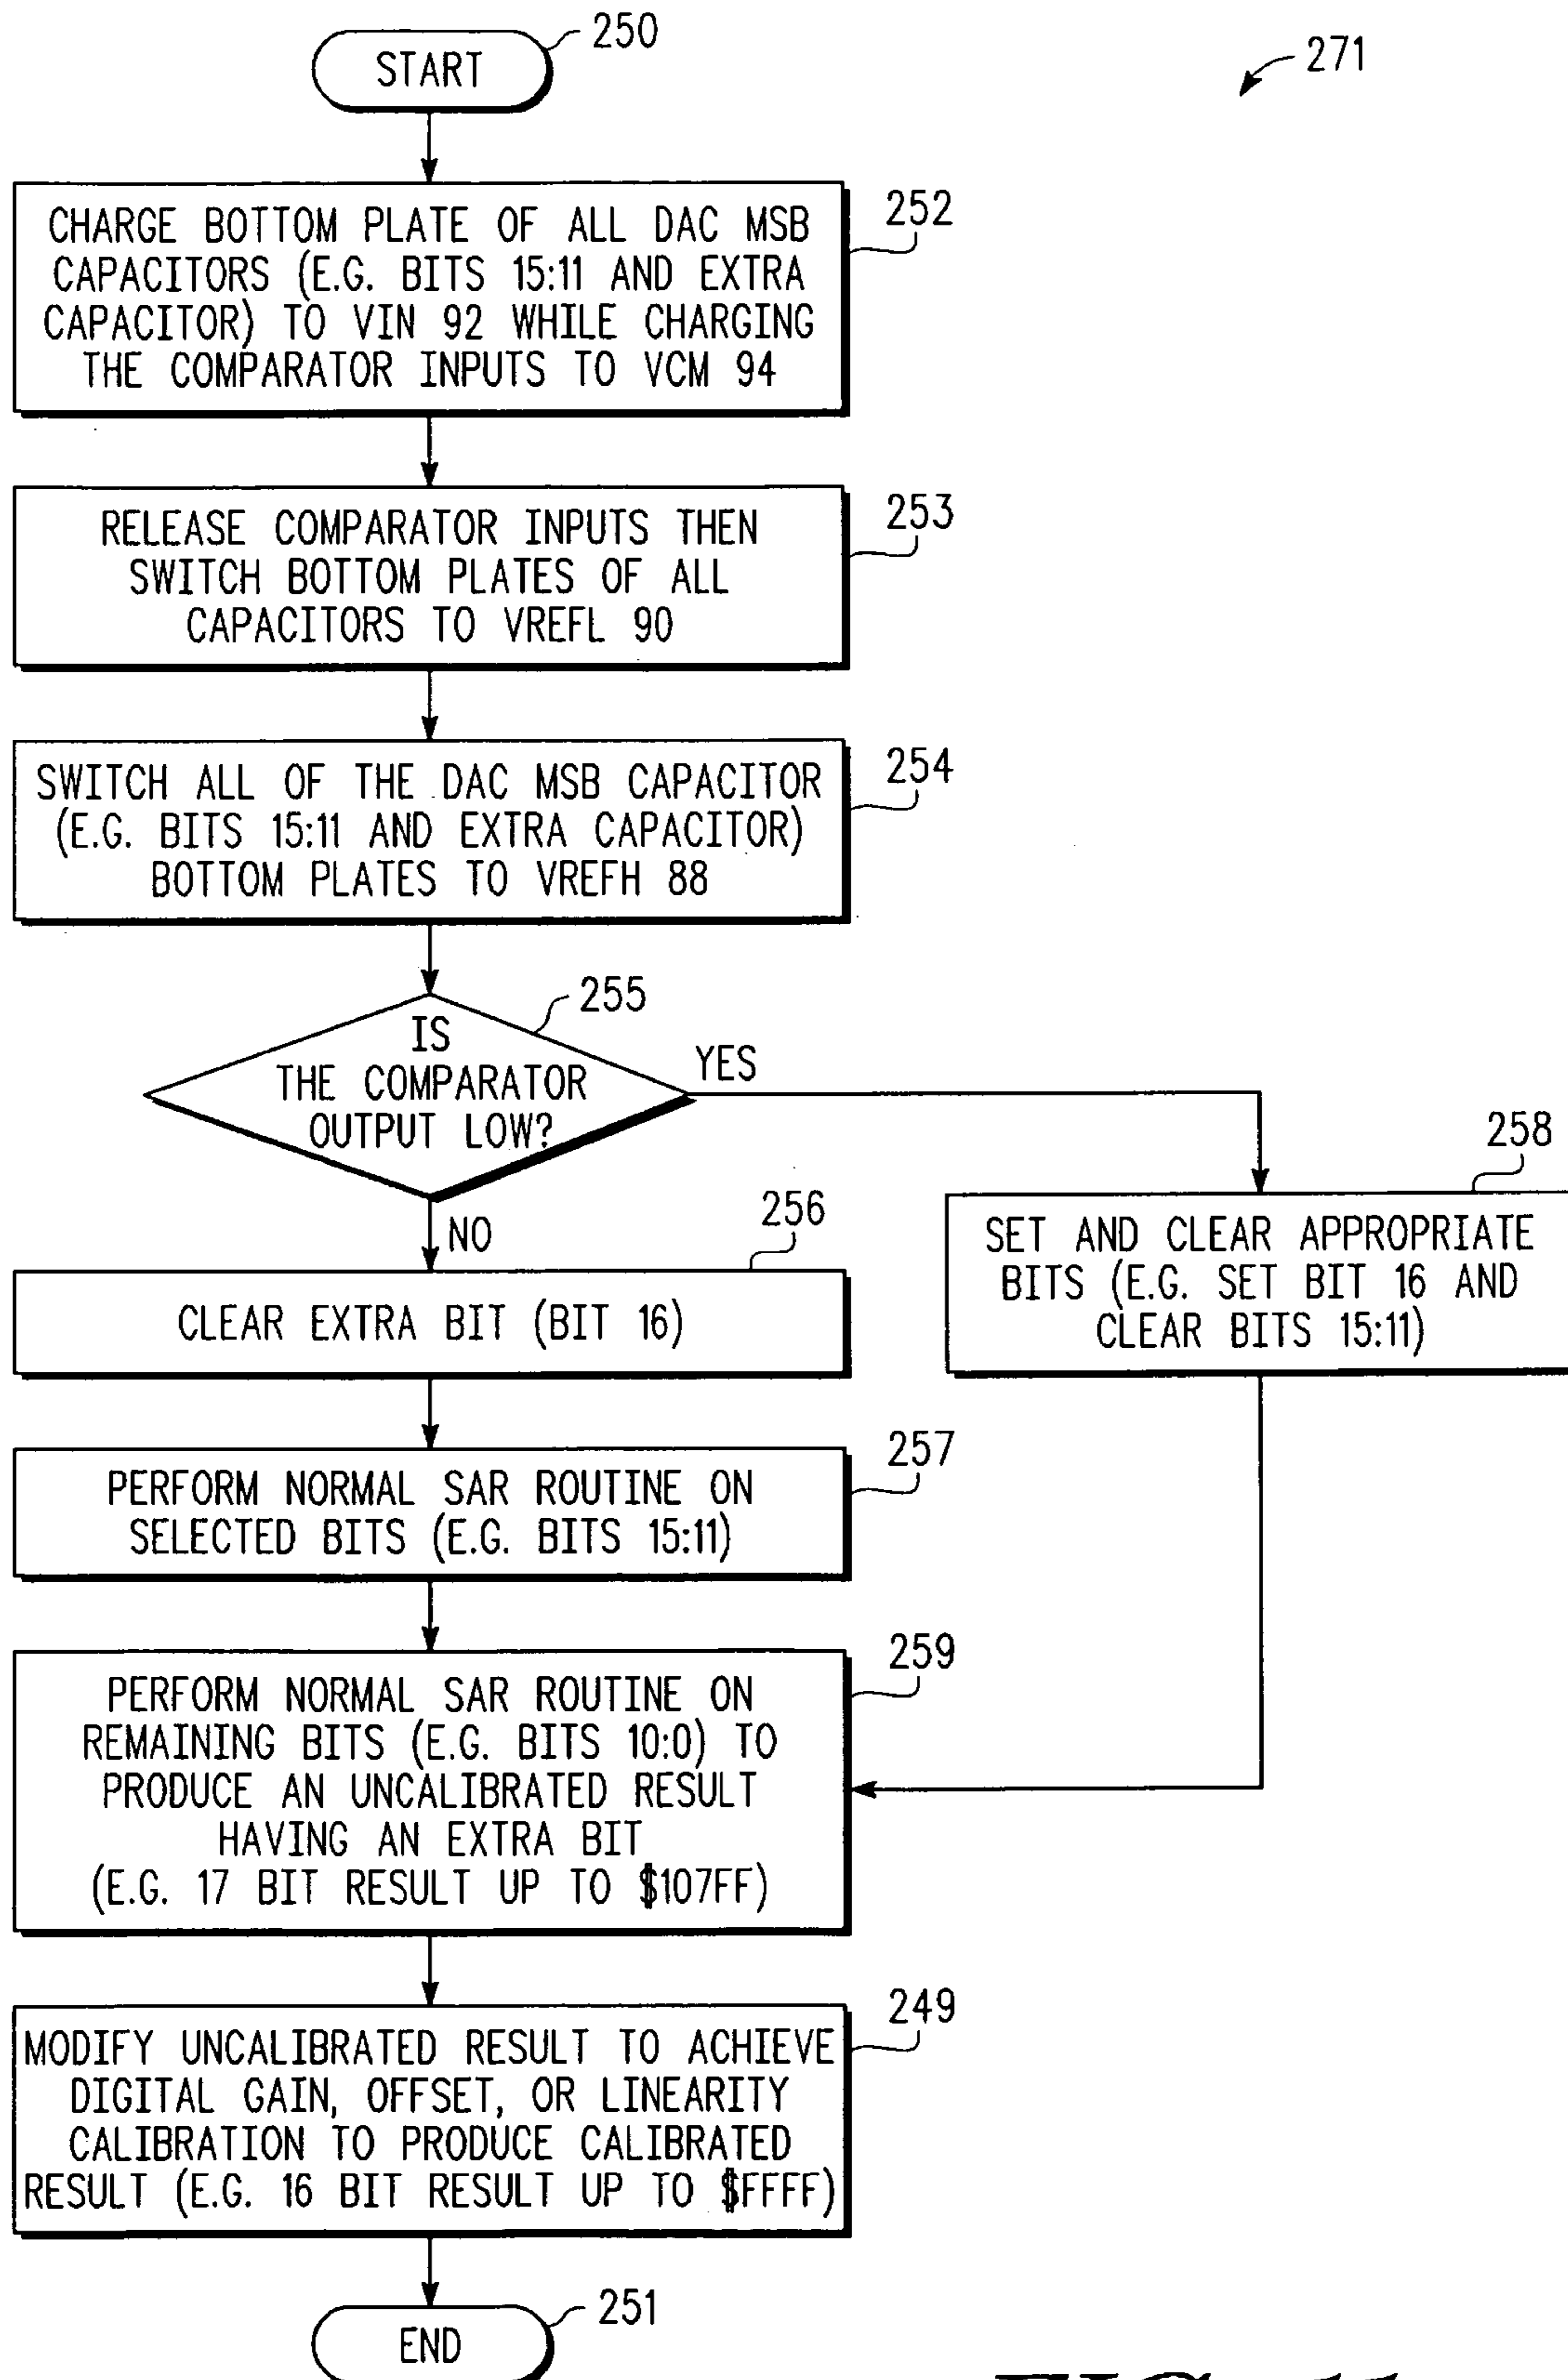 START
250
271
CHARGE BOTTOM PLATE OF ALL DAC MSB
CAPACITORS (E.G. BITS 15:11 AND EXTRA
CAPACITOR) TO VIN 92 WHILE CHARGING
THE COMPARATOR INPUTS TO VCM 94
252
RELEASE COMPARATOR INPUTS THEN
SWITCH BOTTOM PLATES OF ALL
CAPACITORS TO VREFL 90
253
SWITCH ALL OF THE DAC MSB CAPACITOR
(E.G. BITS 15:11 AND EXTRA CAPACITOR)
BOTTOM PLATES TO VREFH 88
254
IS
THE COMPARATOR
OUTPUT LOW?
255
YES
NO
258
SET AND CLEAR APPROPRIATE
BITS (E.G. SET BIT 16 AND
CLEAR BITS 15:11)
256
CLEAR EXTRA BIT (BIT 16)
PERFORM NORMAL SAR ROUTINE ON
SELECTED BITS (E.G. BITS 15:11)
257
PERFORM NORMAL SAR ROUTINE ON
REMAINING BITS (E.G. BITS 10:0) TO
PRODUCE AN UNCALIBRATED RESULT
HAVING AN EXTRA BIT
(E.G. 17 BIT RESULT UP TO $107FF)
259
MODIFY UNCALIBRATED RESULT TO ACHIEVE
DIGITAL GAIN, OFFSET, OR LINEARITY
CALIBRATION TO PRODUCE CALIBRATED
RESULT (E.G. 16 BIT RESULT UP TO $FFFF)
249
END
251